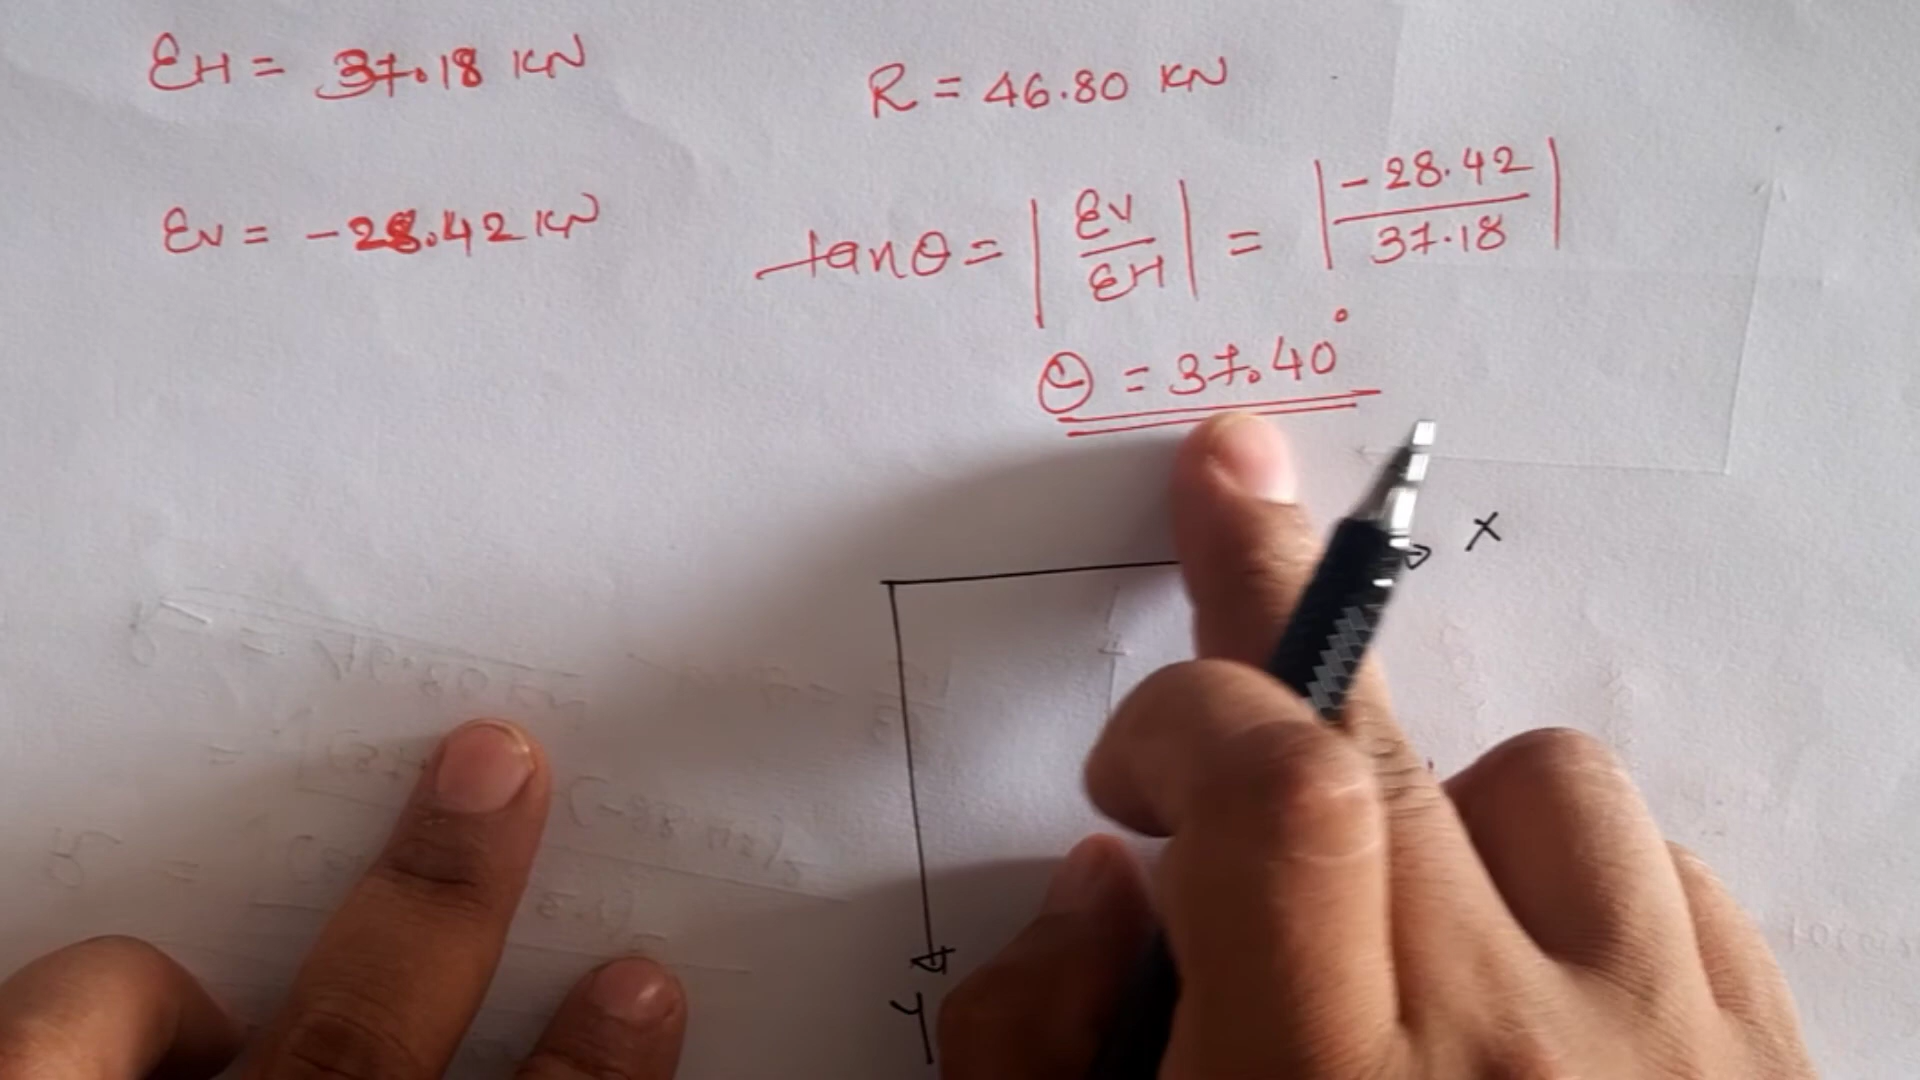 ΣH = 37.18 KN
R = 46.80 KN
ΣV = -28.42 KN
tanθ = |ΣV/ΣH| = |-28.42/37.18|
θ = 37.40°
X
Y